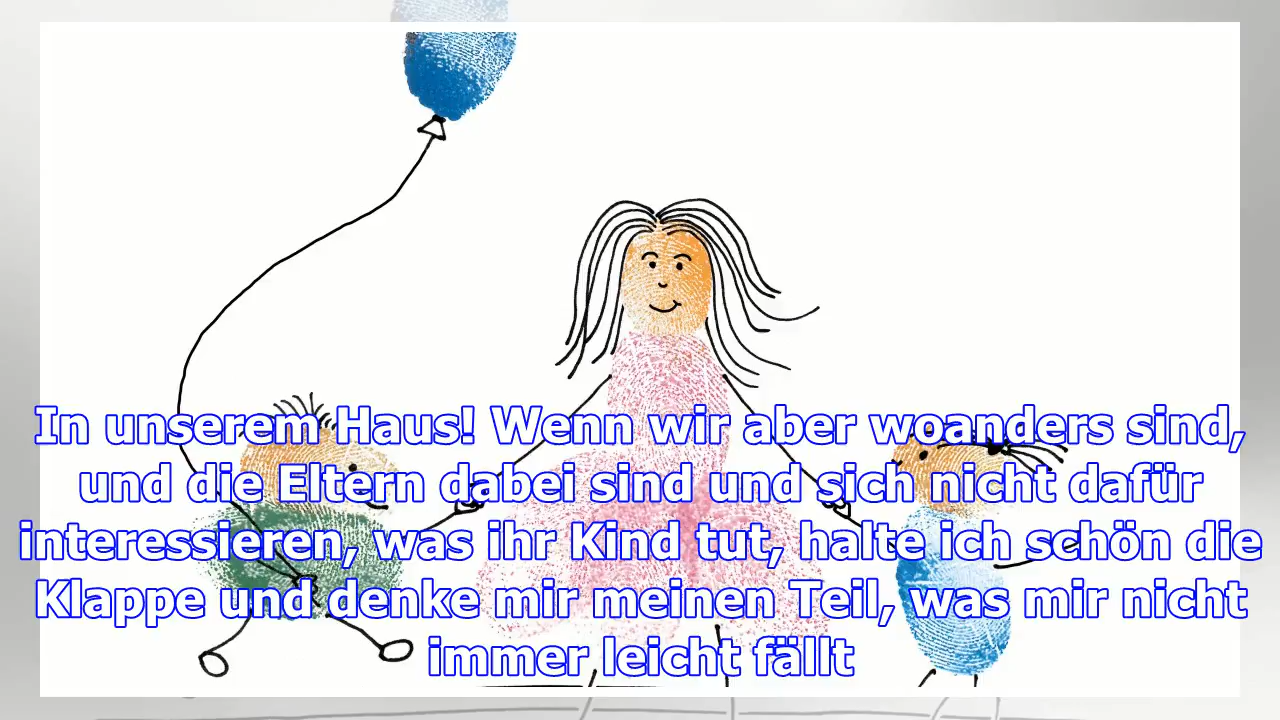 In unserem Haus! Wenn wir aber woanders sind,
und die Eltern dabei sind und sich nicht dafür
interessieren, was ihr Kind tut, halte ich schön die
Klappe und denke mir meinen Teil, was mir nicht
immer leicht fällt